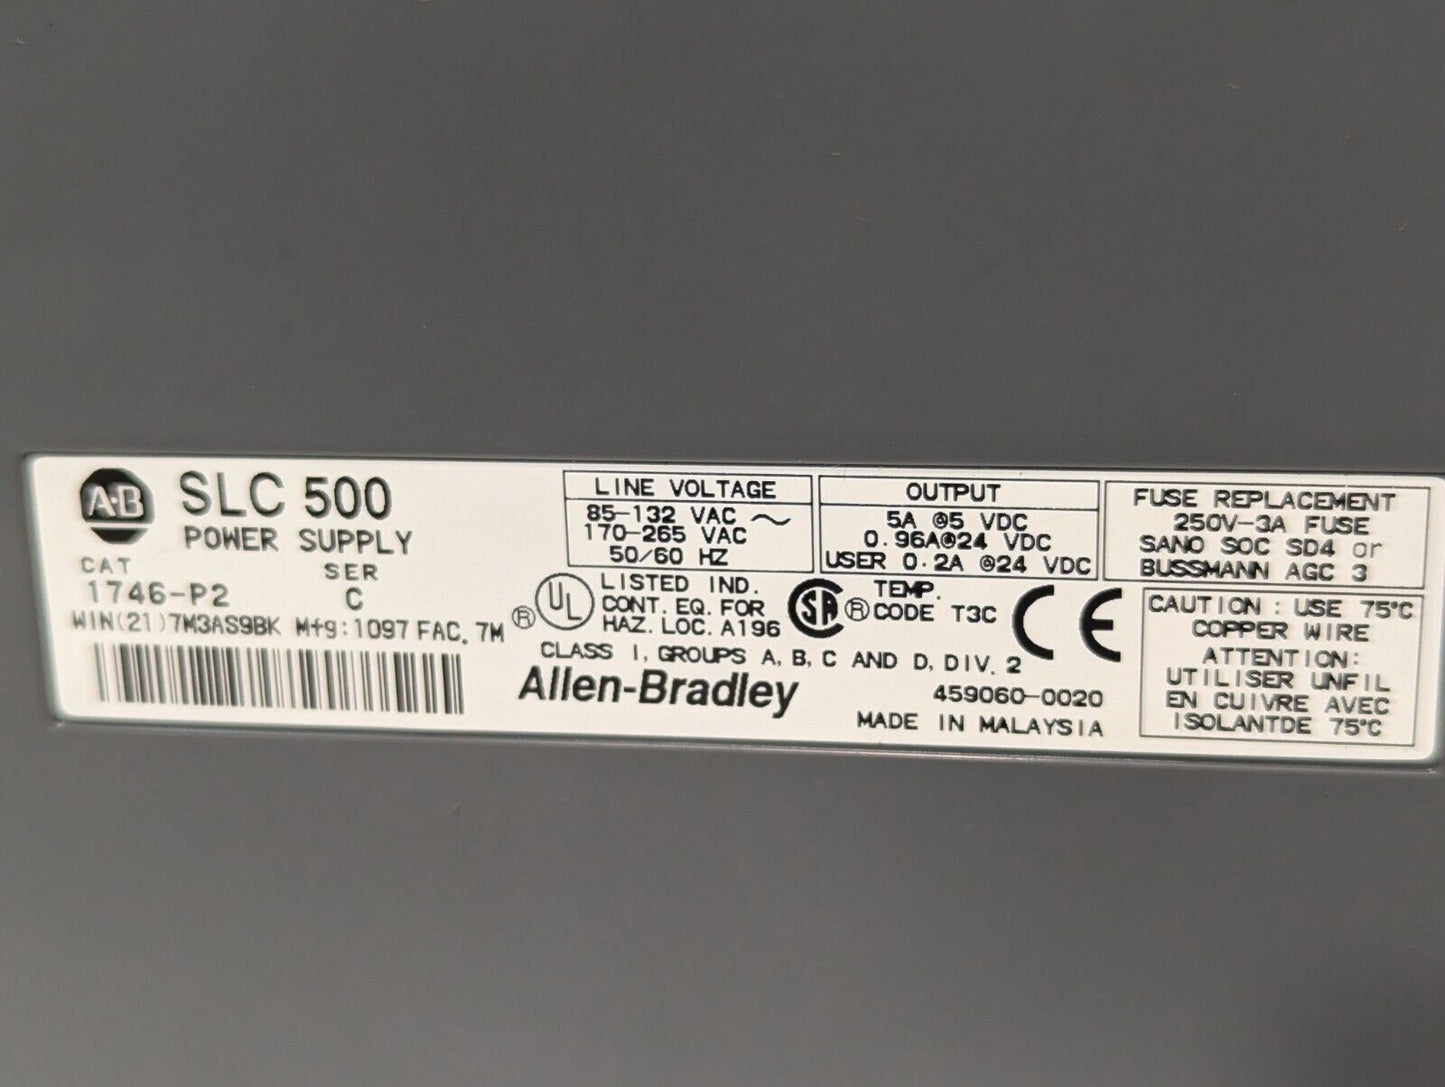 A·B
SLC 500
POWER SUPPLY
CAT
SER
1746-P2
C
WIN(21)7M3AS9BK Mfg:1097 FAC. 7M
LINE VOLTAGE
85-132 VAC ~
170-265 VAC
50/60 HZ
OUTPUT
5A @5 VDC
0.96A@24 VDC
USER 0.2A @24 VDC
FUSE REPLACEMENT
250V-3A FUSE
SANO SOC SD4 or
BUSSMANN AGC 3
® UL LISTED IND.
CONT. EQ. FOR
HAZ. LOC. A196
SA ® TEMP.
CODE T3C
CE
CLASS I, GROUPS A, B, C AND D, DIV. 2
Allen-Bradley
459060-0020
MADE IN MALAYSIA
CAUTION : USE 75°C
COPPER WIRE
ATTENTION:
UTILISER UNFIL
EN CUIVRE AVEC
ISOLANTDE 75°C